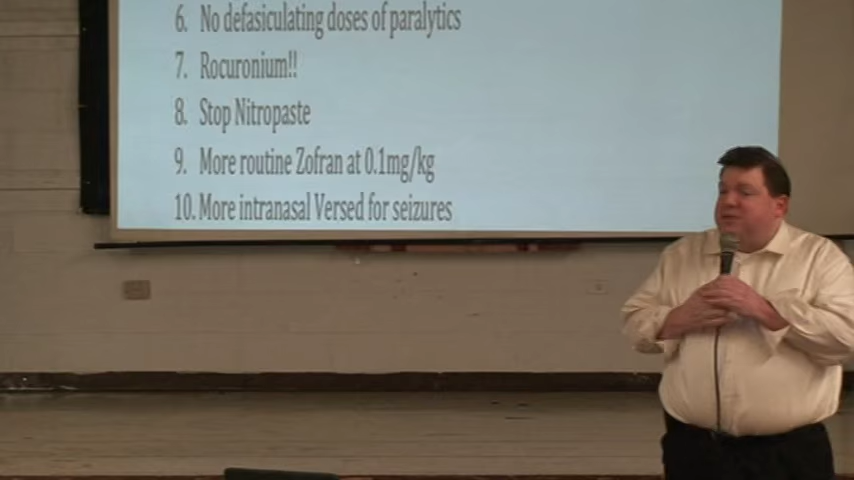 6. No defasiculating doses of paralytics
7. Rocuronium!!
8. Stop Nitropaste
9. More routine Zofran at 0.1mg/kg
10. More intranasal Versed for seizures